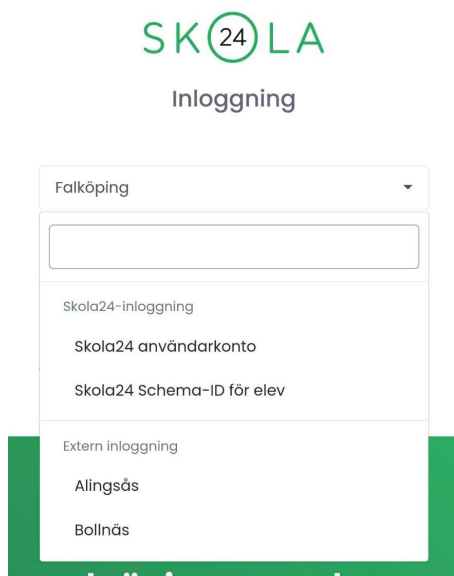 SK24LA
Inloggning
Falköping
Skola24-inloggning
Skola24 användarkonto
Skola24 Schema-ID för elev
Extern inloggning
Alingsås
Bollnäs